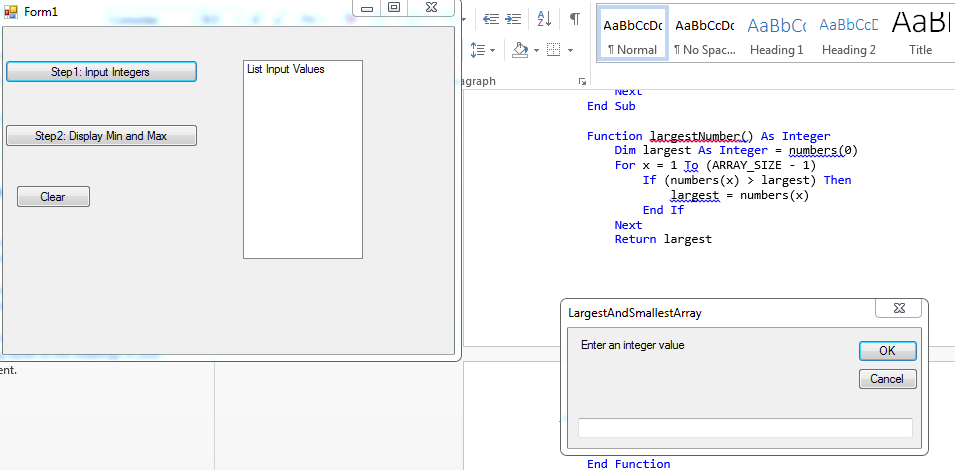 Form1
Step1: Input Integers
List Input Values
Step2: Display Min and Max
Clear
ent.
AaBbCcDc AaBbCcDc AaBbCc AaBbCcD AaBl
¶ Normal ¶ No Spac... Heading 1 Heading 2 Title
agraph
Next
End Sub
Function largestNumber() As Integer
Dim largest As Integer = numbers(0)
For x = 1 To (ARRAY_SIZE - 1)
If (numbers(x) > largest) Then
largest = numbers(x)
End If
Next
Return largest
LargestAndSmallestArray
Enter an integer value
OK
Cancel
End Function